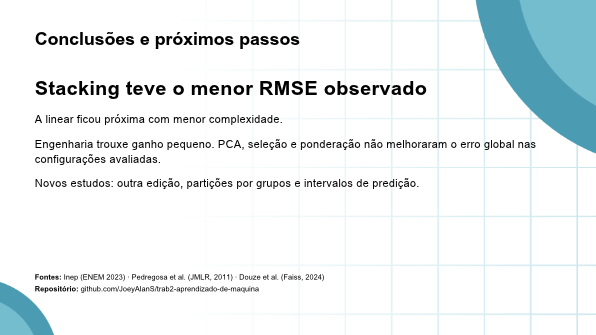 Conclusões e próximos passos
Stacking teve o menor RMSE observado
A linear ficou próxima com menor complexidade.
Engenharia trouxe ganho pequeno. PCA, seleção e ponderação não melhoraram o erro global nas
configurações avaliadas.
Novos estudos: outra edição, partições por grupos e intervalos de predição.
Fontes: Inep (ENEM 2023) · Pedregosa et al. (JMLR, 2011) · Douze et al. (Faiss, 2024)
Repositório: github.com/JoeyAlanS/trab2-aprendizado-de-maquina